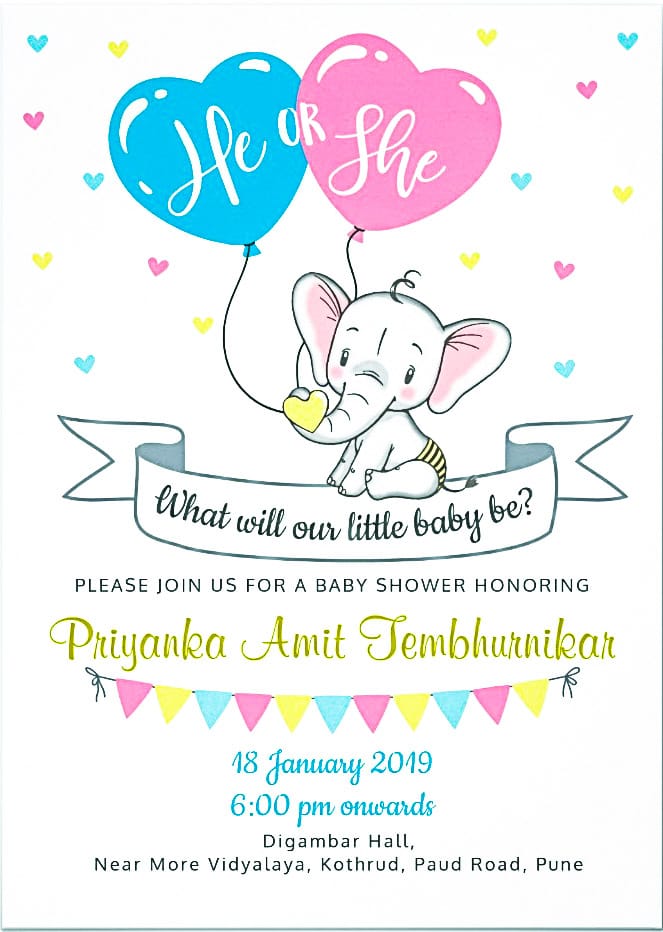 He OR She
What will our little baby be?
PLEASE JOIN US FOR A BABY SHOWER HONORING
Priyanka Amit Tembhurnikar
18 January 2019
6:00 pm onwards
Digambar Hall,
Near More Vidyalaya, Kothrud, Paud Road, Pune